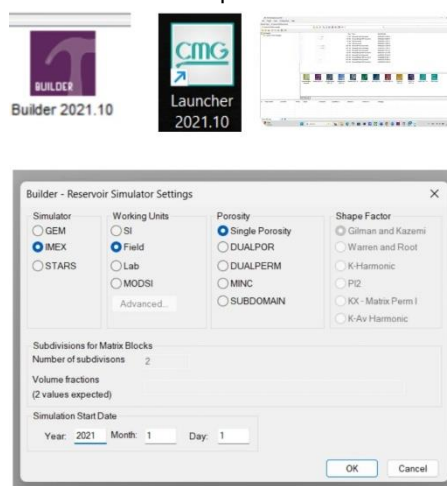 BUILDER
Builder 2021.10
CMG
Launcher
2021.10
Builder - Reservoir Simulator Settings
Simulator
GEM
IMEX
STARS
Working Units
SI
Field
Lab
MODSI
Advanced..
Porosity
Single Porosity
DUALPOR
DUALPERM
MINC
SUBDOMAIN
Shape Factor
Gilman and Kazemi
Warren and Root
K-Harmonic
PI2
KX - Matrix Perm I
K-Av Harmonic
Subdivisions for Matrix Blocks
Number of subdivisons 2
Volume fractions
(2 values expected)
Simulation Start Date
Year: 2021 Month: 1 Day: 1
OK Cancel